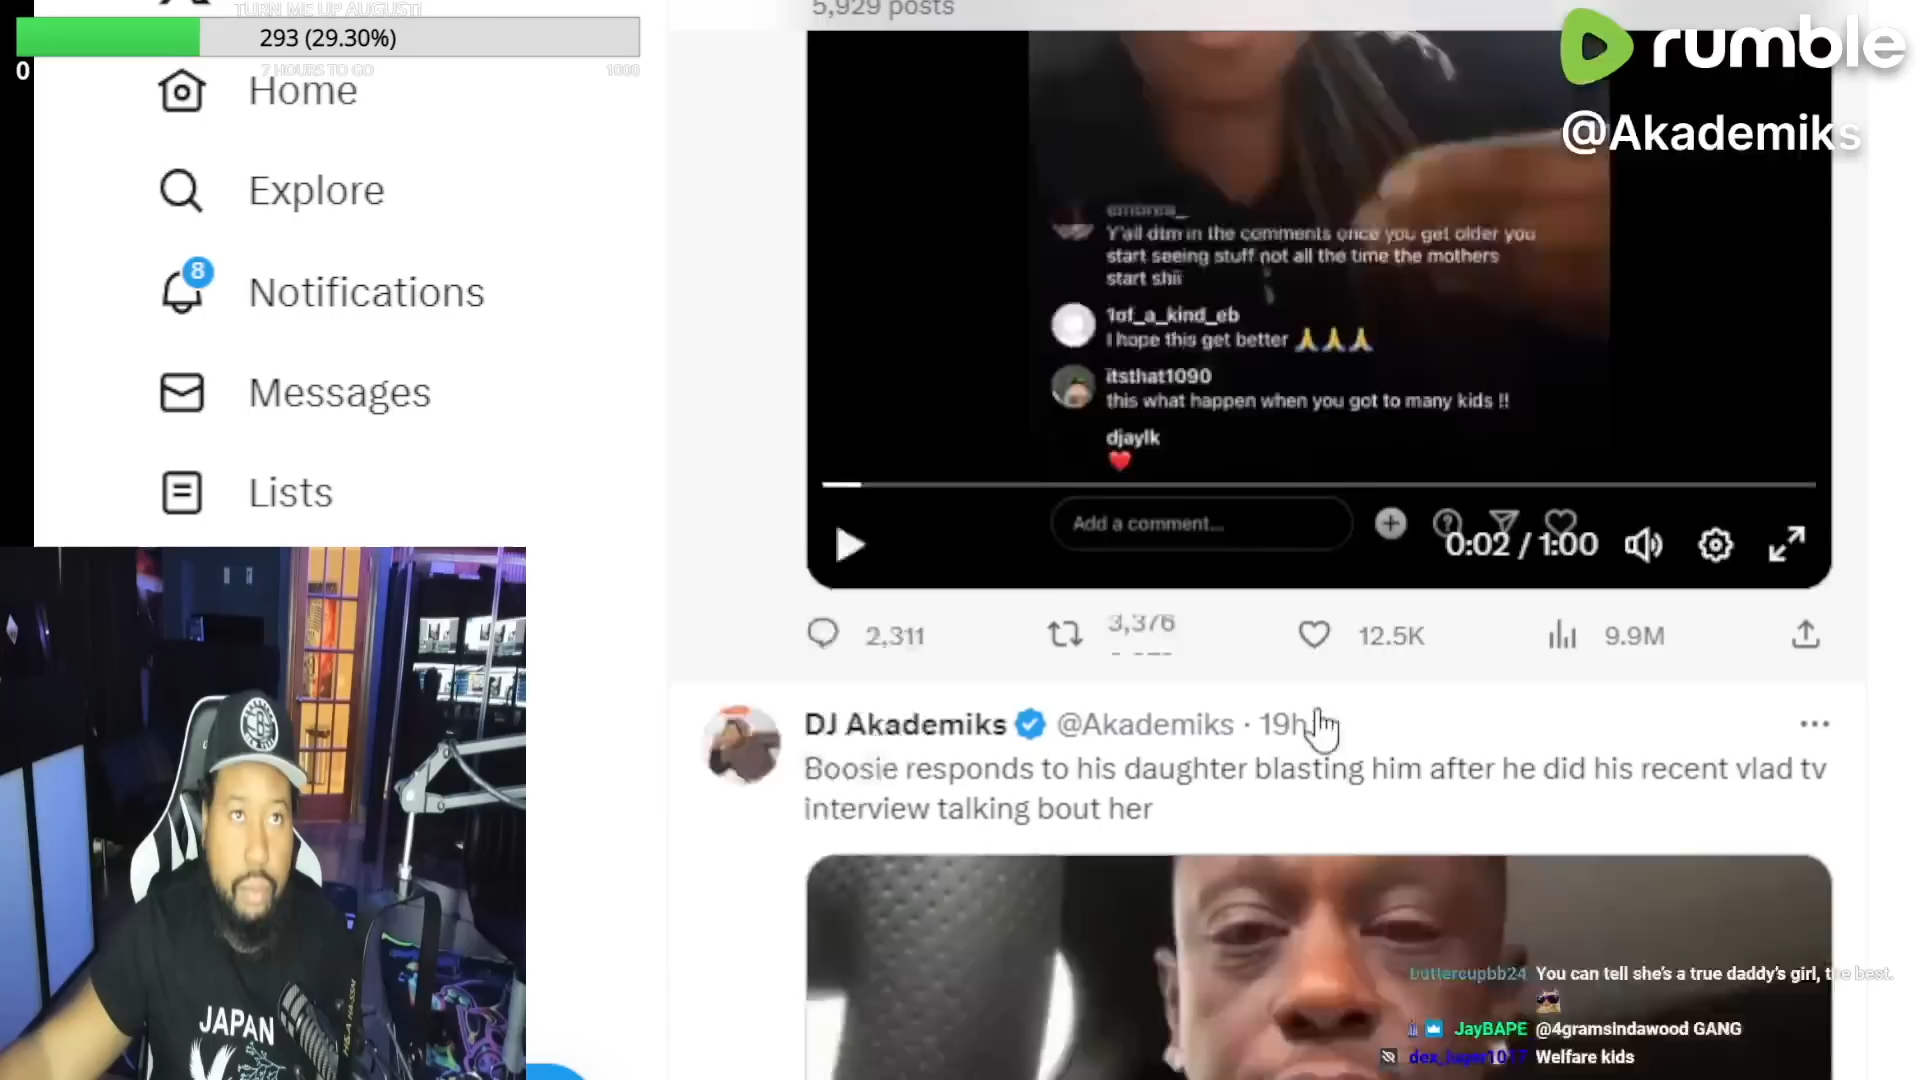 TURN ME UP AUGUST!
293 (29.30%)
0
7 HOURS TO GO
1000
Home
Explore
8
Notifications
Messages
Lists
5,929 posts
rumble
@Akademiks
Y'all dtm in the comments once you get older you
start seeing stuff not all the time the mothers
start shii
1of_a_kind_eb
I hope this get better 🙏🙏🙏
itsthat1090
this what happen when you got to many kids !!
djaylk
❤️
Add a comment...
0:02 / 1:00
2,311
3,376
12.5K
9.9M
DJ Akademiks @Akademiks · 19h
Boosie responds to his daughter blasting him after he did his recent vlad tv
interview talking bout her
buttercupbb24 You can tell she's a true daddy's girl, the best.
JayBAPE @4gramsindawood GANG
Welfare kids
JAPAN